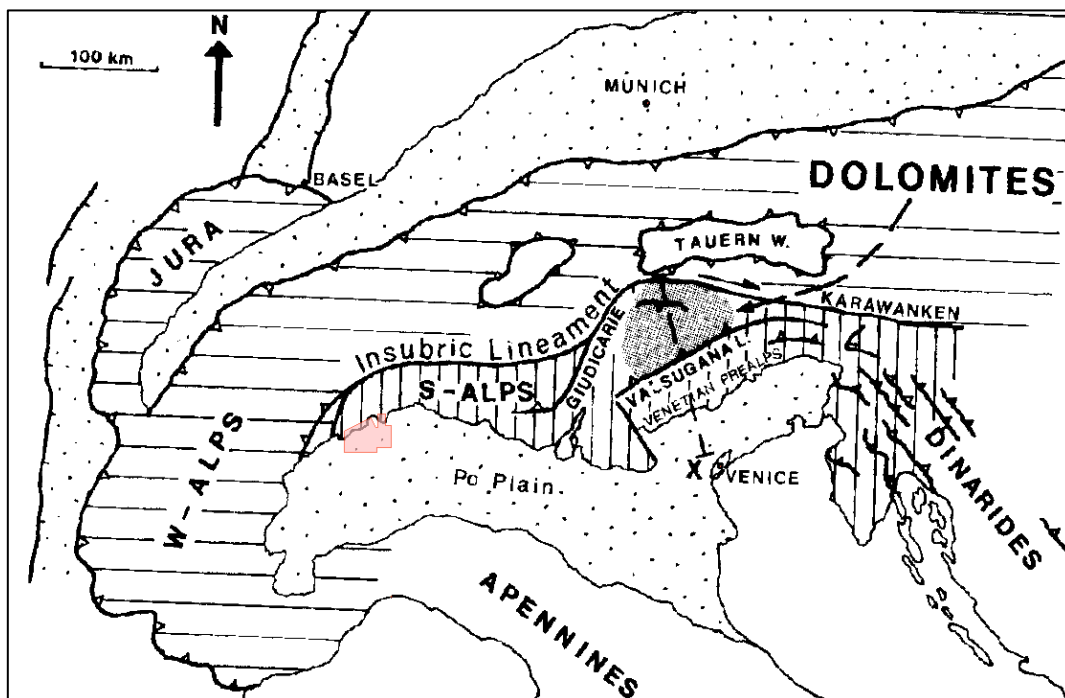 N
100 km
MUNICH
BASEL
DOLOMITES
JURA
TAUERN W.
KARAWANKEN
Insubric Lineament
GIUDICARIE
VALSUGANA L.
VENETIAN PREALPS
S-ALPS
W-ALPS
Po Plain
X
VENICE
DINARIDES
APENNINES